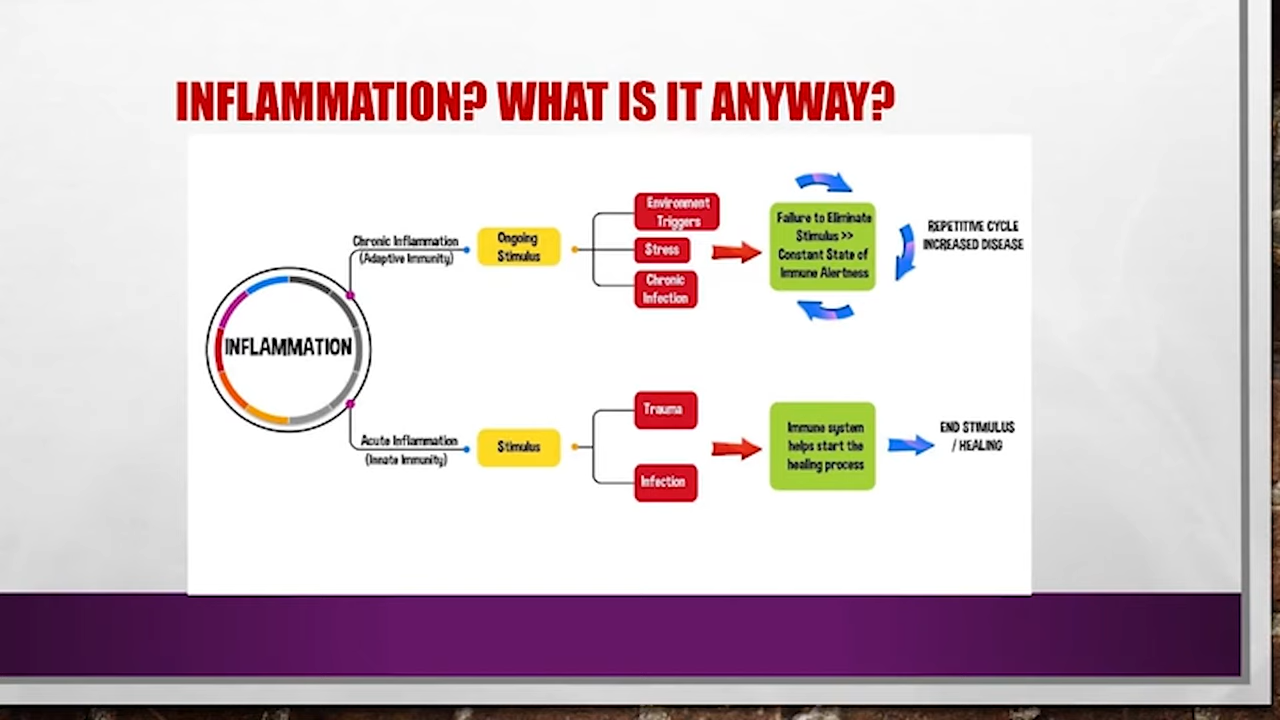 INFLAMMATION? WHAT IS IT ANYWAY?
INFLAMMATION
Chronic Inflammation
(Adaptive Immunity)
Ongoing
Stimulus
Environment
Triggers
Stress
Chronic
Infection
Failure to Eliminate
Stimulus >>
Constant State of
Immune Alertness
REPETITIVE CYCLE
INCREASED DISEASE
Acute Inflammation
(Innate Immunity)
Stimulus
Trauma
Infection
Immune system
helps start the
healing process
END STIMULUS
/ HEALING